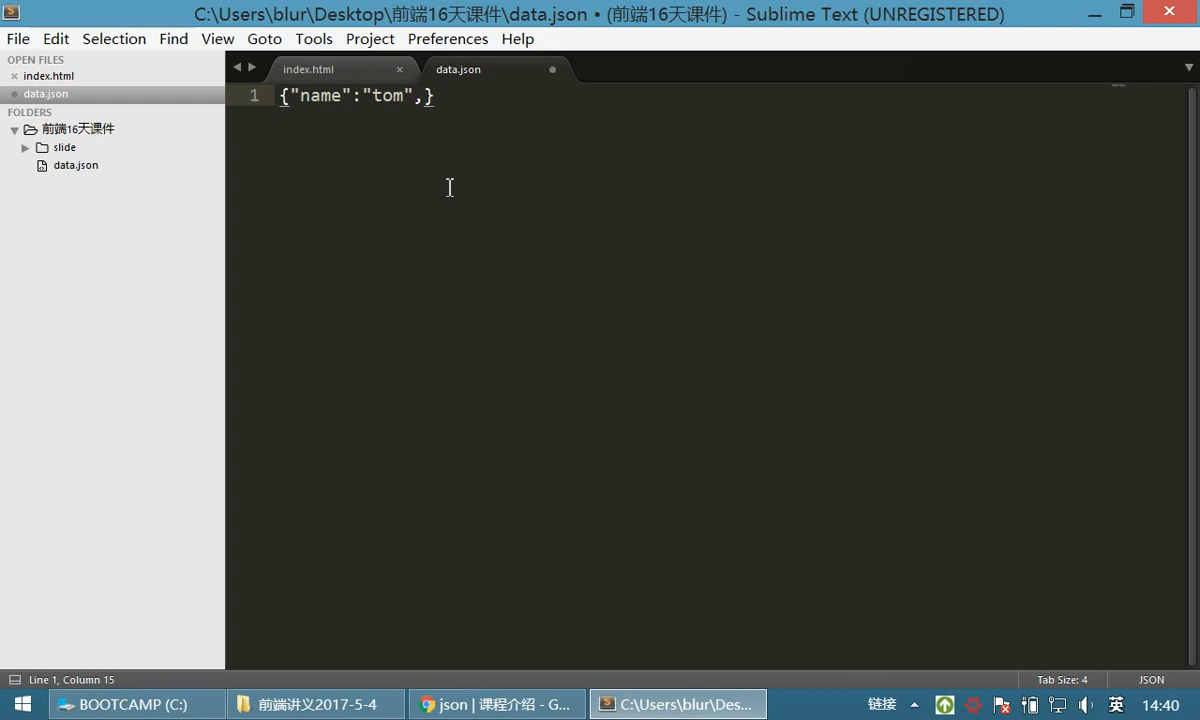 C:\Users\blur\Desktop\前端16天课件\data.json • (前端16天课件) - Sublime Text (UNREGISTERED)
File Edit Selection Find View Goto Tools Project Preferences Help
OPEN FILES
index.html
data.json
FOLDERS
前端16天课件
slide
data.json
index.html
data.json
1 {"name":"tom",}
Line 1, Column 15
Tab Size: 4
JSON
BOOTCAMP (C:)
前端讲义2017-5-4
json | 课程介绍 - G...
C:\Users\blur\Des...
链接
英
14:40